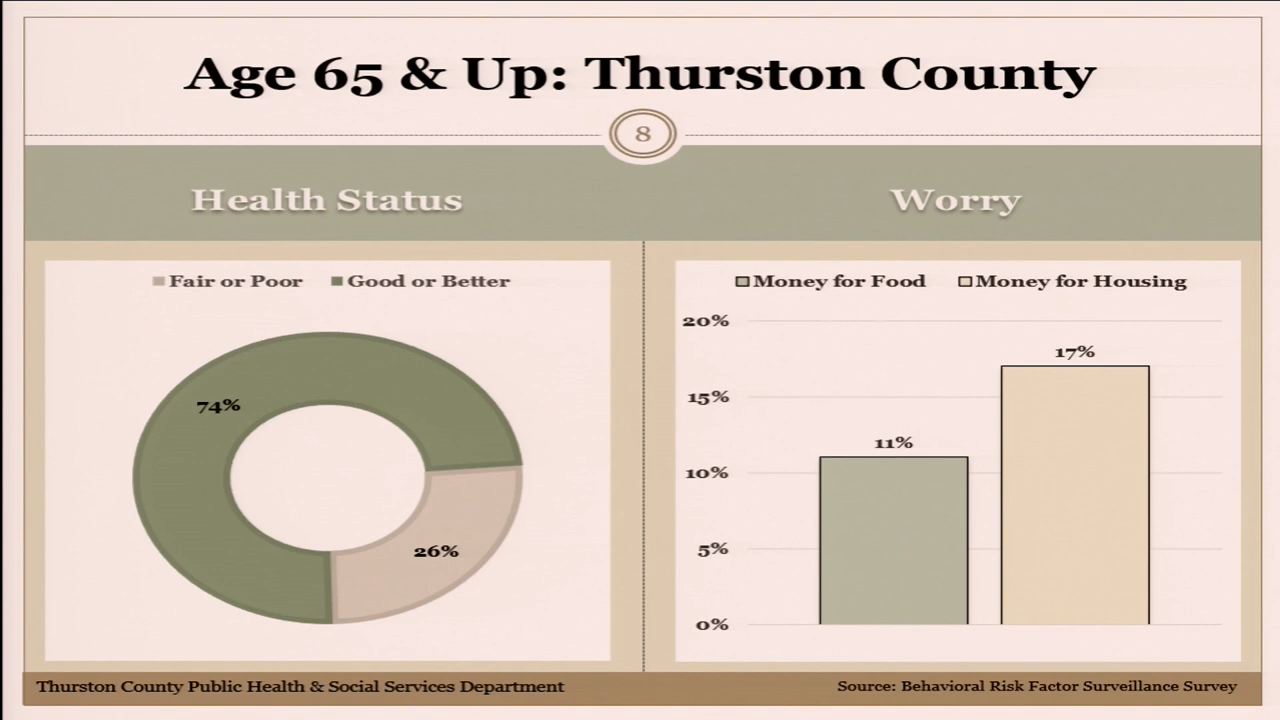 Age 65 & Up: Thurston County
8
Health Status
Worry
Fair or Poor Good or Better
74%
26%
Money for Food Money for Housing
20%
15%
10%
5%
0%
11%
17%
Thurston County Public Health & Social Services Department
Source: Behavioral Risk Factor Surveillance Survey